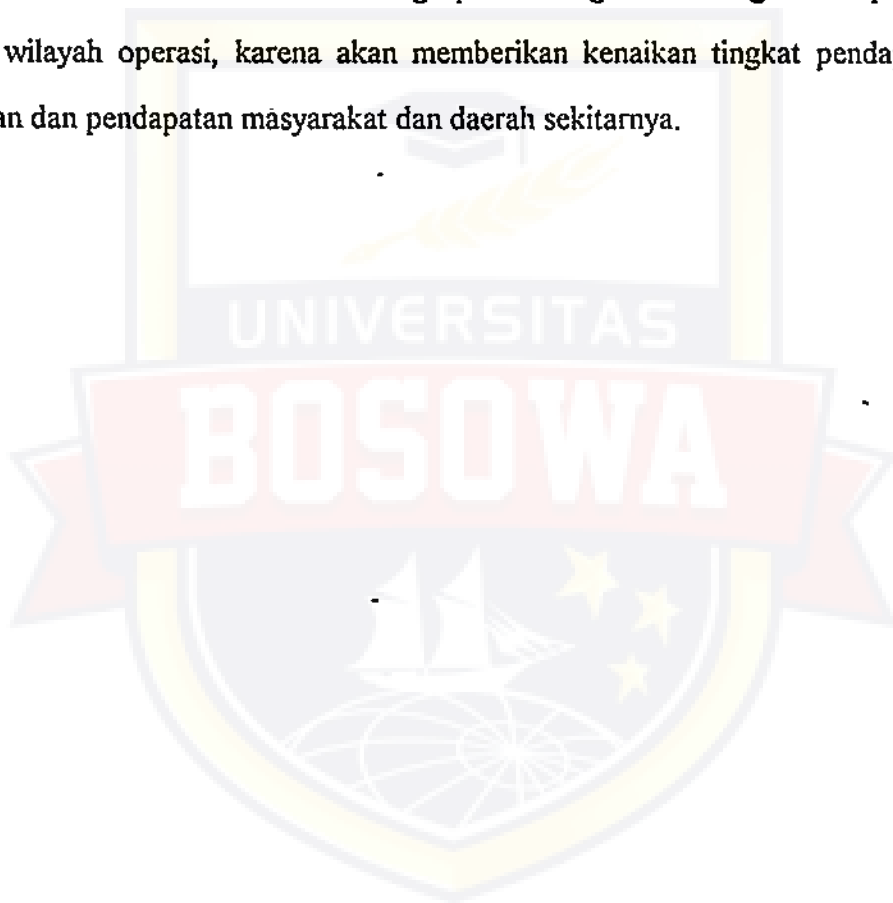 wilayah operasi, karena akan memberikan kenaikan tingkat penda
an dan pendapatan masyarakat dan daerah sekitarnya.
UNIVERSITAS
BOSOWA